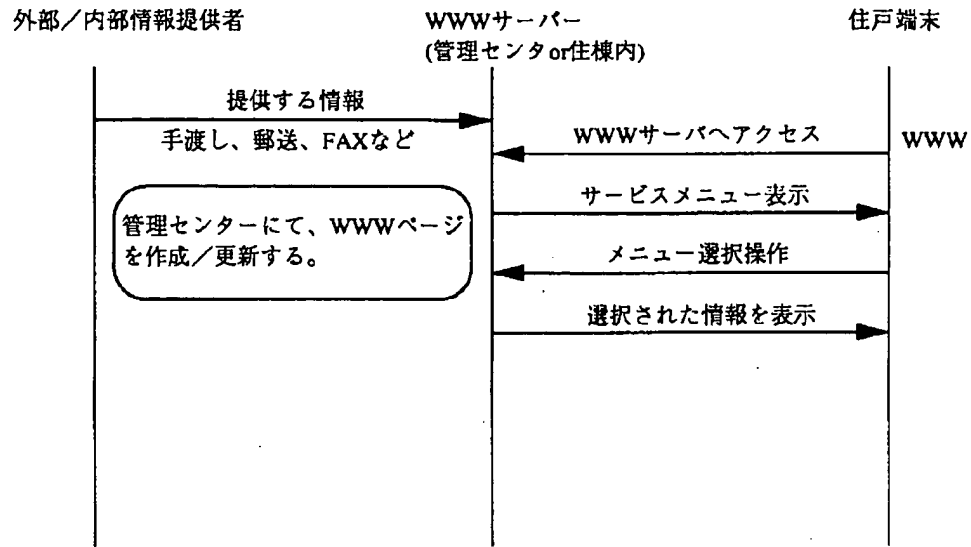 外部／内部情報提供者
WWWサーバー
(管理センタor住棟内)
住戸端末
提供する情報
手渡し、郵送、FAXなど
WWWサーバへアクセス
WWW
サービスメニュー表示
管理センターにて、WWWページ
を作成／更新する。
メニュー選択操作
選択された情報を表示